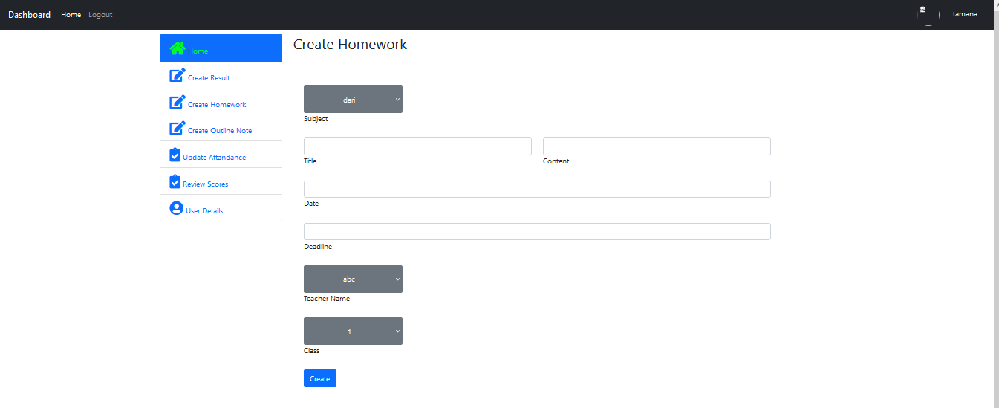 Dashboard Home Logout tamana
Home
Create Result
Create Homework
Create Outline Note
Update Attandance
Review Scores
User Details
Create Homework
dari
Subject
Title Content
Date
Deadline
abc
Teacher Name
1
Class
Create